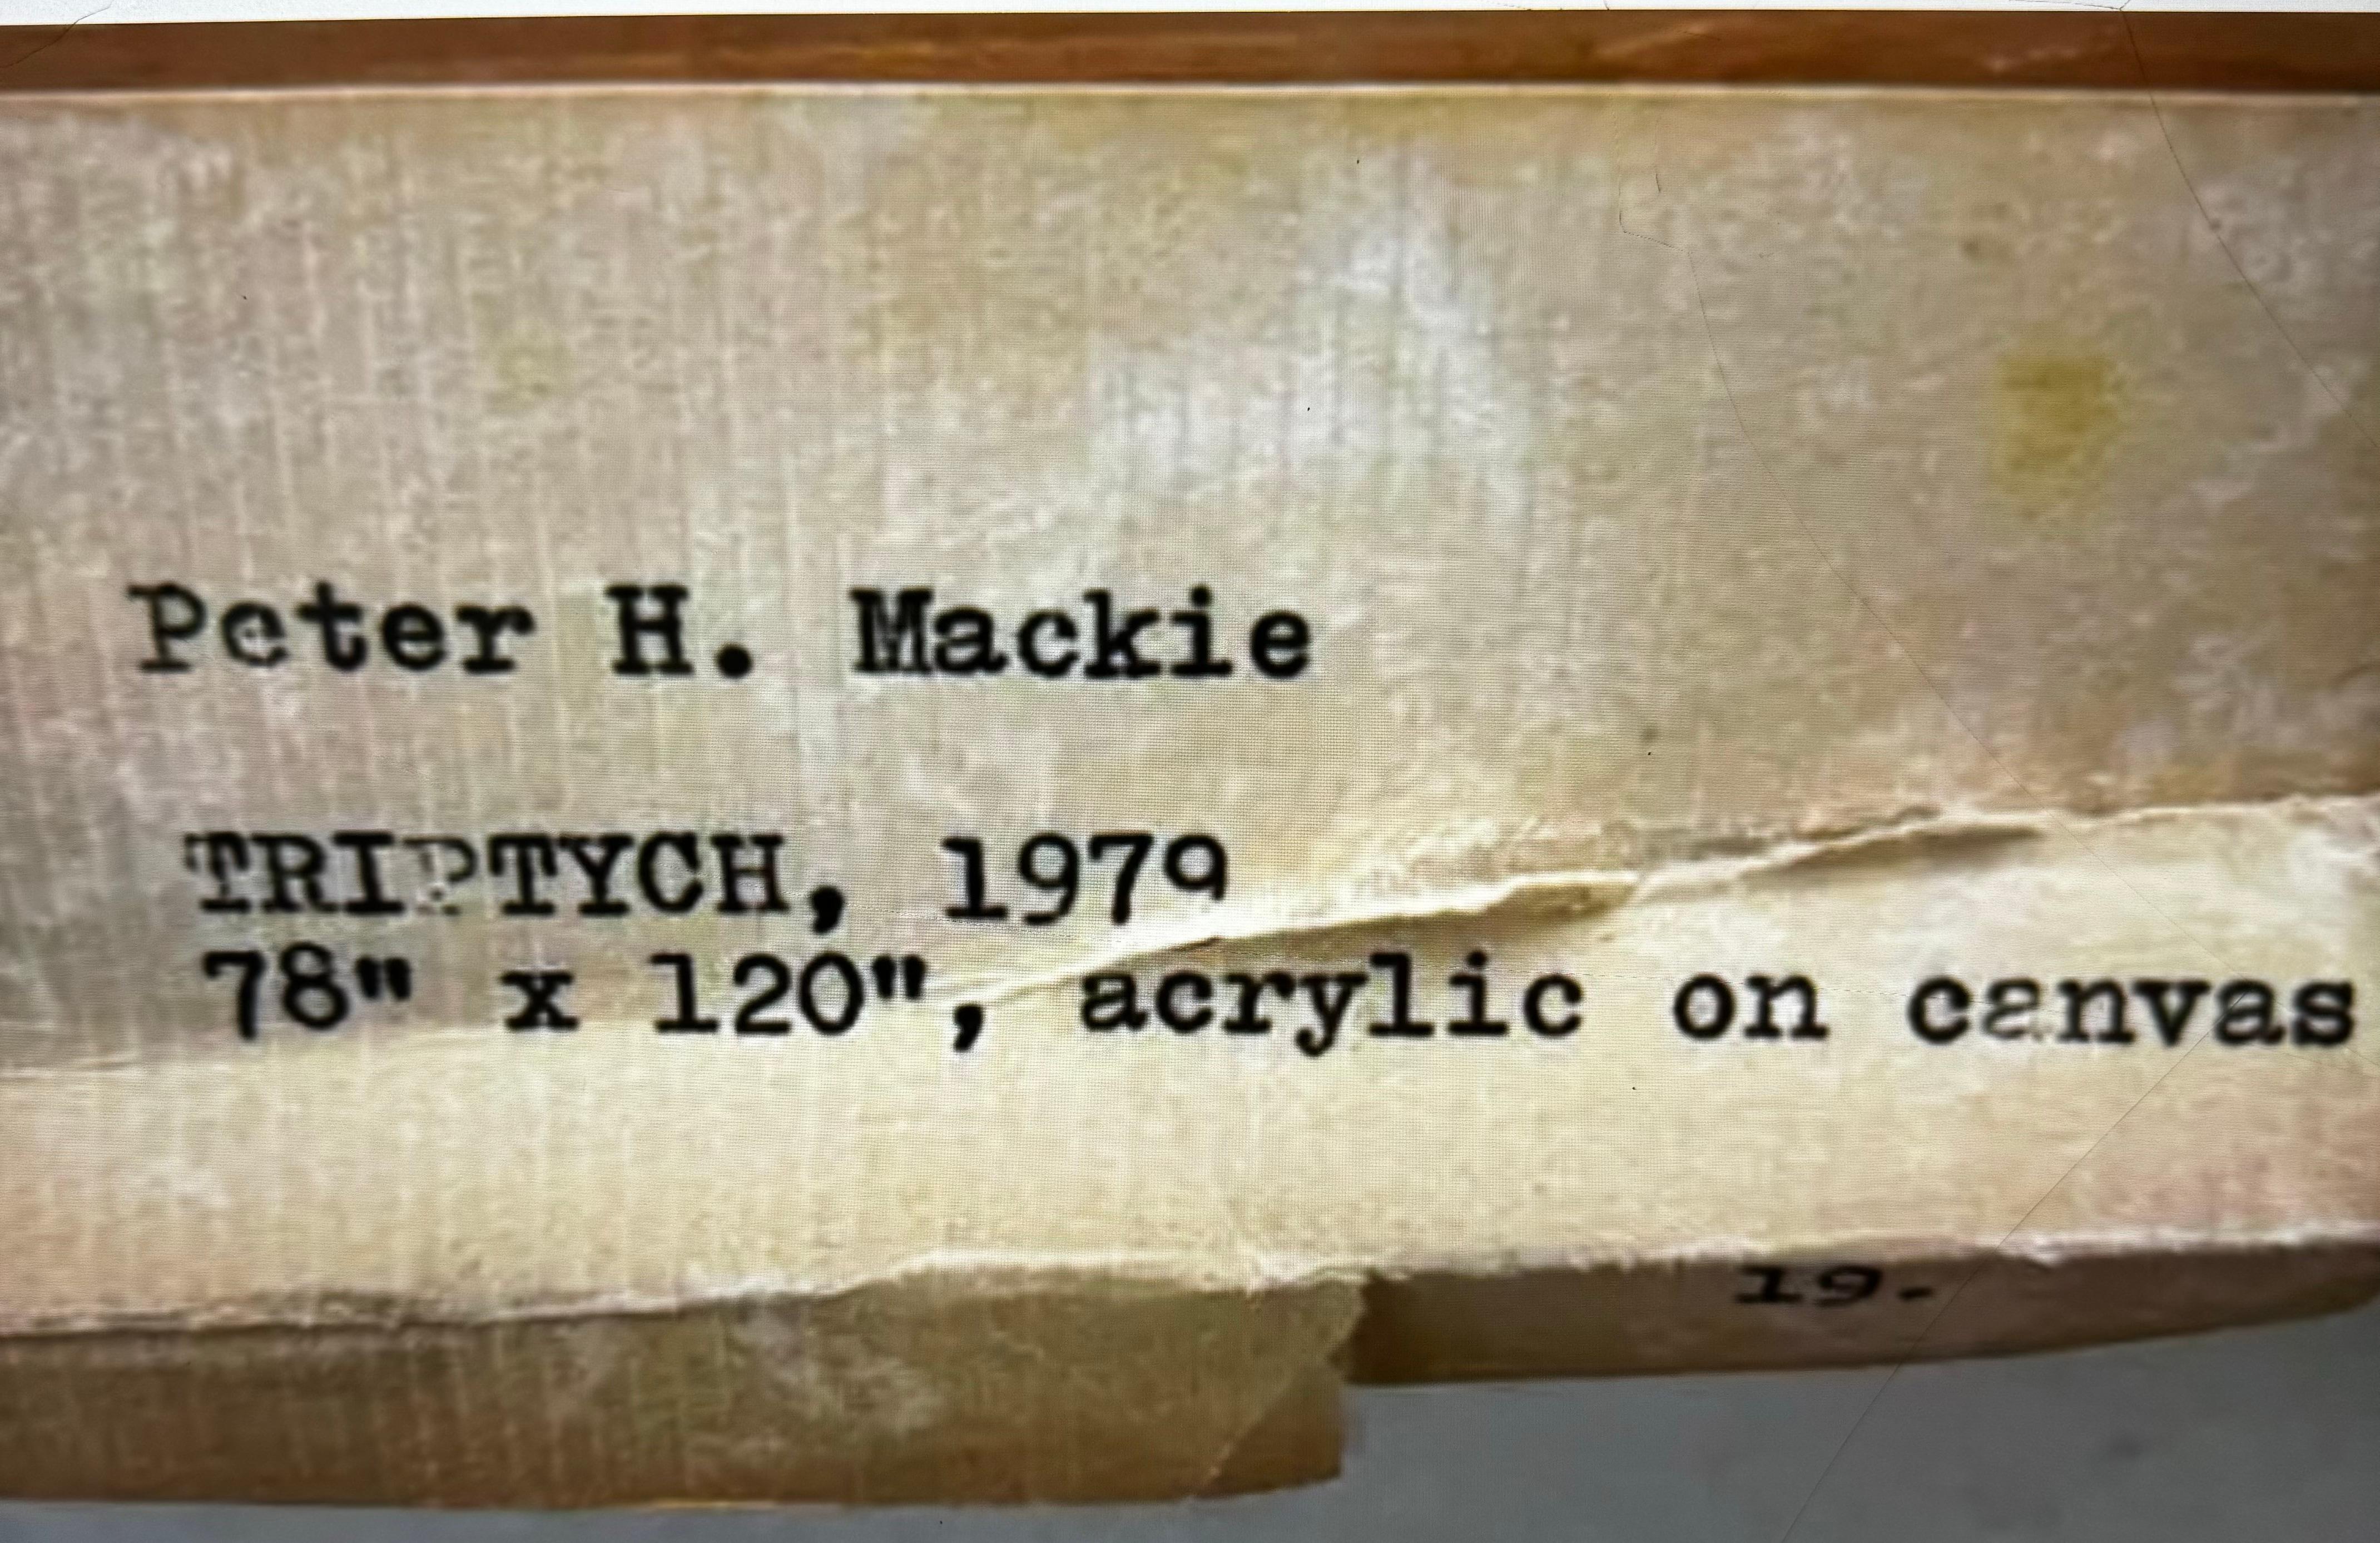 Peter H. Mackie
TRIPTYCH, 1979
78" x 120", acrylic on canvas
19.